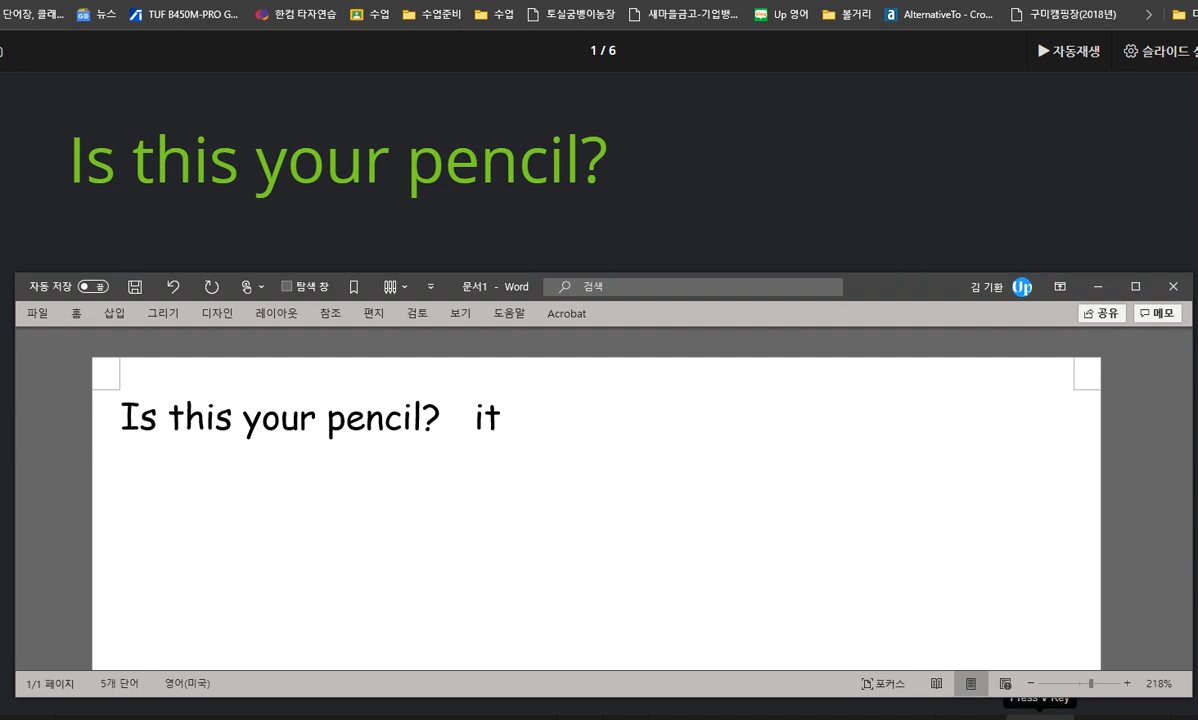 단어장, 클래... 뉴스 TUF B450M-PRO G... 한컴 타자연습 수업 수업준비 수업 토실굼벵이농장 새마을금고-기업뱅... Up 영어 볼거리 AlternativeTo - Cro... 구미캠핑장(2018년)
1 / 6 자동재생 슬라이드
Is this your pencil?
자동 저장 끔 탐색 창 문서1 - Word 검색 김 기환 Up
파일 홈 삽입 그리기 디자인 레이아웃 참조 편지 검토 보기 도움말 Acrobat 공유 메모
Is this your pencil? it
1/1 페이지 5개 단어 영어(미국) 포커스 218%
Press V Key